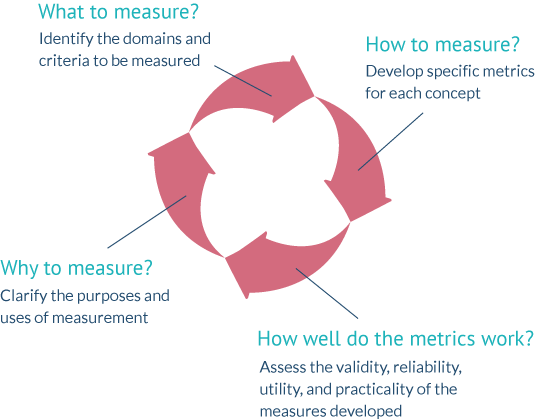 What to measure?
Identify the domains and
criteria to be measured
How to measure?
Develop specific metrics
for each concept
Why to measure?
Clarify the purposes and
uses of measurement
How well do the metrics work?
Assess the validity, reliability,
utility, and practicality of the
measures developed